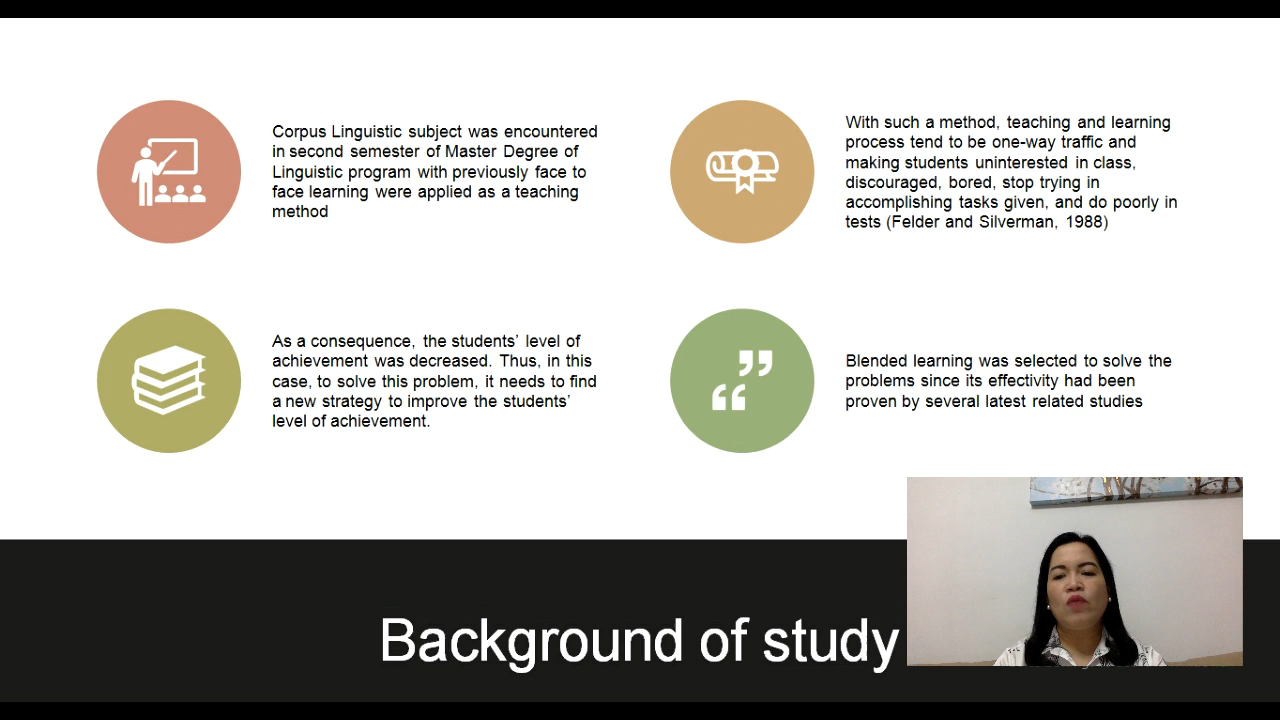 Corpus Linguistic subject was encountered
in second semester of Master Degree of
Linguistic program with previously face to
face learning were applied as a teaching
method
With such a method, teaching and learning
process tend to be one-way traffic and
making students uninterested in class,
discouraged, bored, stop trying in
accomplishing tasks given, and do poorly in
tests (Felder and Silverman, 1988)
As a consequence, the students’ level of
achievement was decreased. Thus, in this
case, to solve this problem, it needs to find
a new strategy to improve the students’
level of achievement.
Blended learning was selected to solve the
problems since its effectivity had been
proven by several latest related studies
Background of study